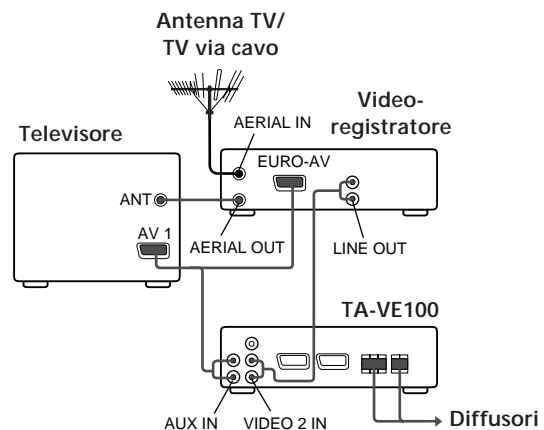 Antenna TV/
TV via cavo
Video-
registratore
Televisore
AERIAL IN
EURO-AV
ANT
AV 1
AERIAL OUT
LINE OUT
TA-VE100
AUX IN
VIDEO 2 IN
Diffusori